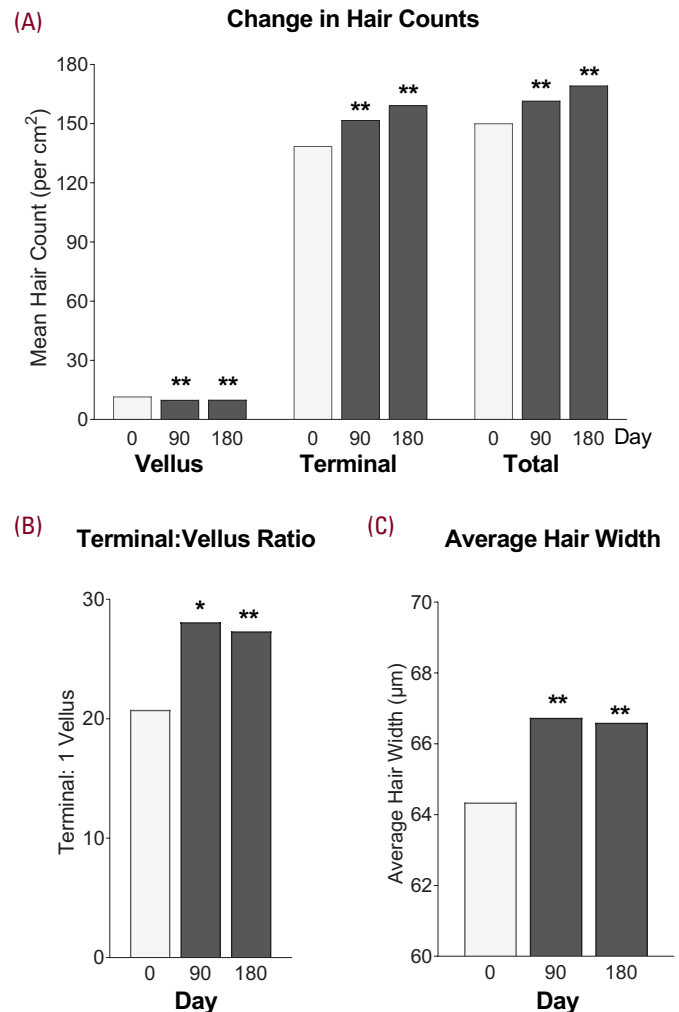 (A) Change in Hair Counts
Mean Hair Count (per cm²)
180
150
120
90
60
30
0
** ** ** ** ** **
0 90 180 0 90 180 0 90 180 Day
Vellus Terminal Total
(B) Terminal:Vellus Ratio
Terminal: 1 Vellus
30
20
10
0
* **
0 90 180
Day
(C) Average Hair Width
Average Hair Width (µm)
70
68
66
64
62
60
** **
0 90 180
Day